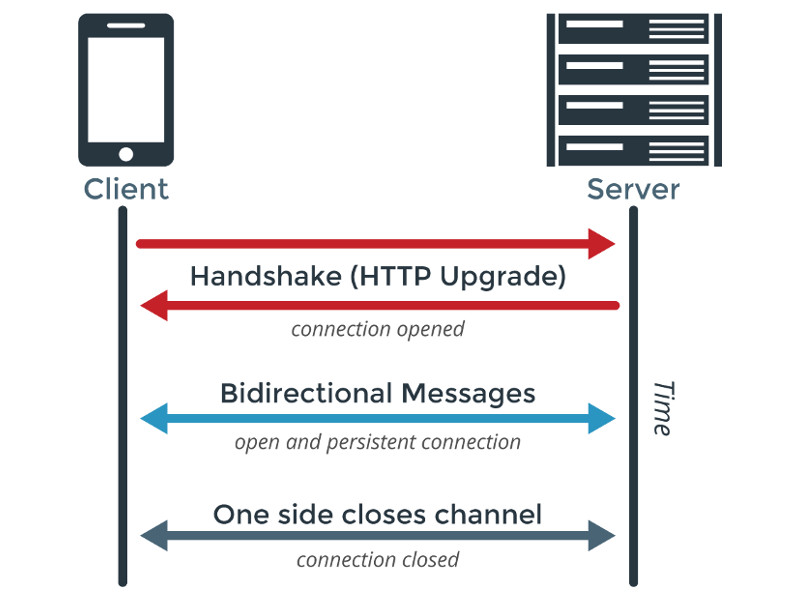 Client
Server
Handshake (HTTP Upgrade)
connection opened
Bidirectional Messages
open and persistent connection
Time
One side closes channel
connection closed